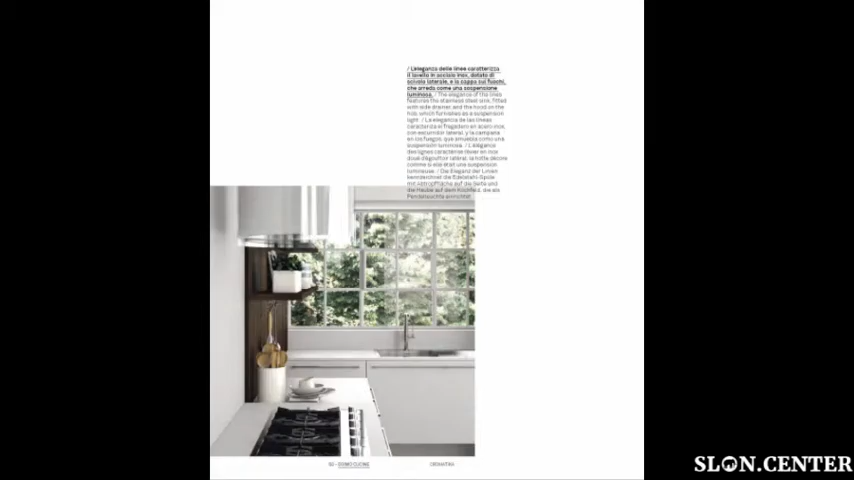 / L'eleganza delle linee caratterizza
il lavello in acciaio inox, dotato di
scivolo laterale, e la cappa sui fuochi,
che arreda come una sospensione
luminosa. / The elegance of the lines
features the stainless steel sink, fitted
with side drainer, and the hood on the
hob, which furnishes as a suspension
light. / La elegancia de las líneas
caracteriza el fregadero en acero inox,
con escurridor lateral, y la campana
en los fuegos, que amuebla como una
suspensión luminosa. / L'élégance
des lignes caractérise l'évier en inox
doué d'égouttoir latéral, la hotte décore
comme si elle était une suspension
lumineuse. / Die Eleganz der Linien
kennzeichnet die Edelstahl-Spüle
mit Abtropffläche auf die Seite und
die Haube auf dem Kochfeld, die als
Pendelleuchte einrichtet.
CUCINE
SLON.CENTER